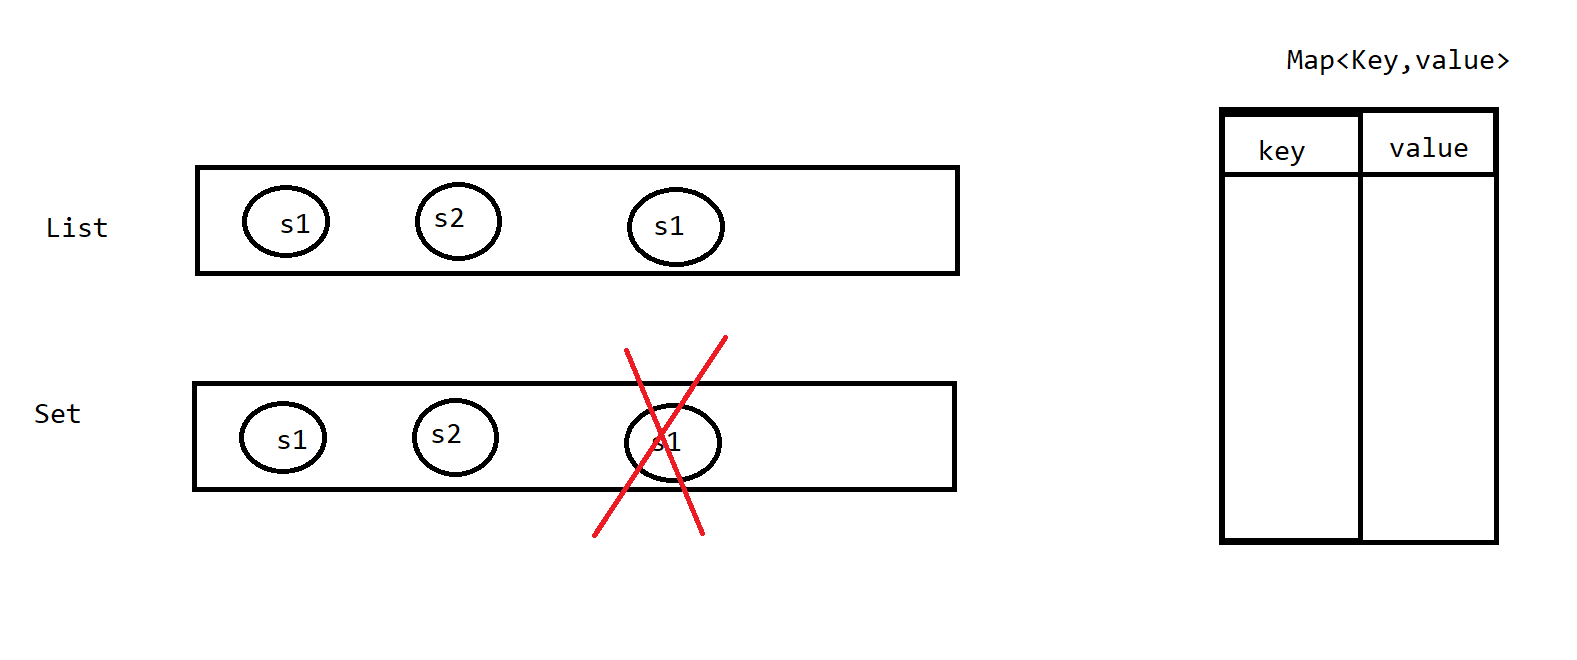 Map<Key,value>
key value
List s1 s2 s1
Set s1 s2 s1